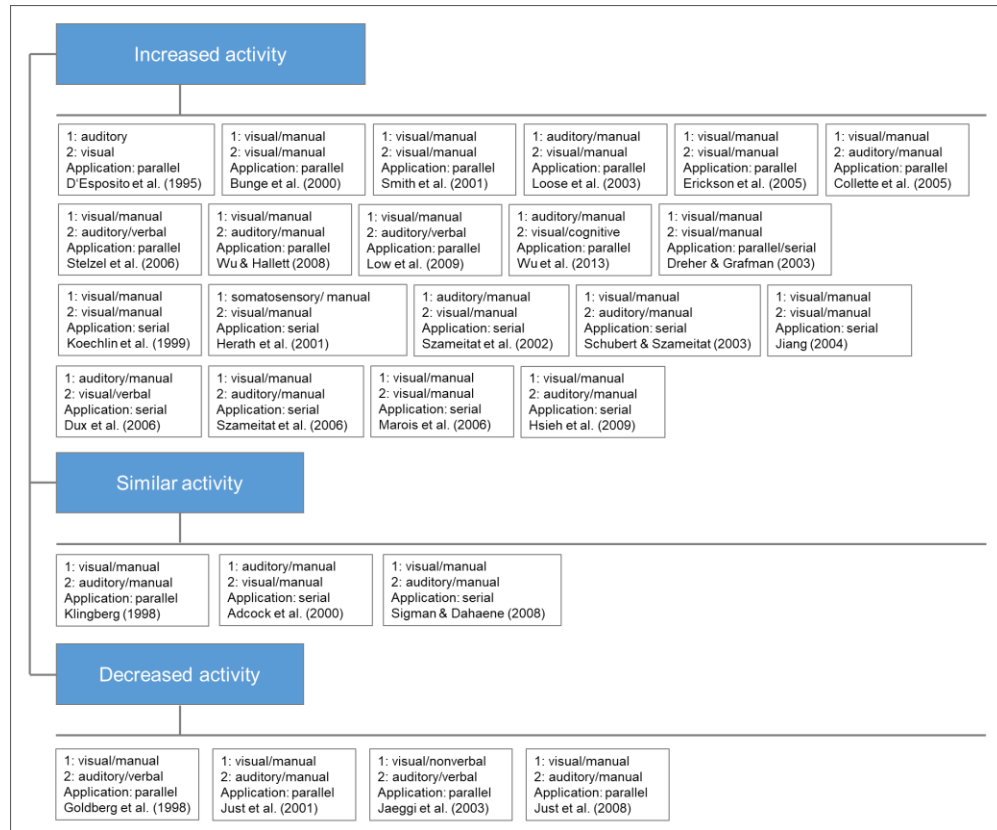 Increased activity
1: auditory
2: visual
Application: parallel
D'Esposito et al. (1995)
1: visual/manual
2: visual/manual
Application: parallel
Bunge et al. (2000)
1: visual/manual
2: visual/manual
Application: parallel
Smith et al. (2001)
1: auditory/manual
2: visual/manual
Application: parallel
Loose et al. (2003)
1: visual/manual
2: visual/manual
Application: parallel
Erickson et al. (2005)
1: visual/manual
2: auditory/manual
Application: parallel
Collette et al. (2005)
1: visual/manual
2: auditory/verbal
Application: parallel
Stelzel et al. (2006)
1: visual/manual
2: auditory/manual
Application: parallel
Wu & Hallett (2008)
1: visual/manual
2: auditory/verbal
Application: parallel
Low et al. (2009)
1: auditory/manual
2: visual/cognitive
Application: parallel
Wu et al. (2013)
1: visual/manual
2: visual/manual
Application: parallel/serial
Dreher & Grafman (2003)
1: visual/manual
2: visual/manual
Application: serial
Koechlin et al. (1999)
1: somatosensory/ manual
2: visual/manual
Application: serial
Herath et al. (2001)
1: auditory/manual
2: visual/manual
Application: serial
Szameitat et al. (2002)
1: visual/manual
2: auditory/manual
Application: serial
Schubert & Szameitat (2003)
1: visual/manual
2: visual/manual
Application: serial
Jiang (2004)
1: auditory/manual
2: visual/verbal
Application: serial
Dux et al. (2006)
1: visual/manual
2: auditory/manual
Application: serial
Szameitat et al. (2006)
1: visual/manual
2: visual/manual
Application: serial
Marois et al. (2006)
1: visual/manual
2: auditory/manual
Application: serial
Hsieh et al. (2009)
Similar activity
1: visual/manual
2: auditory/manual
Application: parallel
Klingberg (1998)
1: auditory/manual
2: visual/manual
Application: serial
Adcock et al. (2000)
1: visual/manual
2: auditory/manual
Application: serial
Sigman & Dahaene (2008)
Decreased activity
1: visual/manual
2: auditory/verbal
Application: parallel
Goldberg et al. (1998)
1: visual/manual
2: auditory/manual
Application: parallel
Just et al. (2001)
1: visual/nonverbal
2: auditory/verbal
Application: parallel
Jaeggi et al. (2003)
1: visual/manual
2: auditory/manual
Application: parallel
Just et al. (2008)